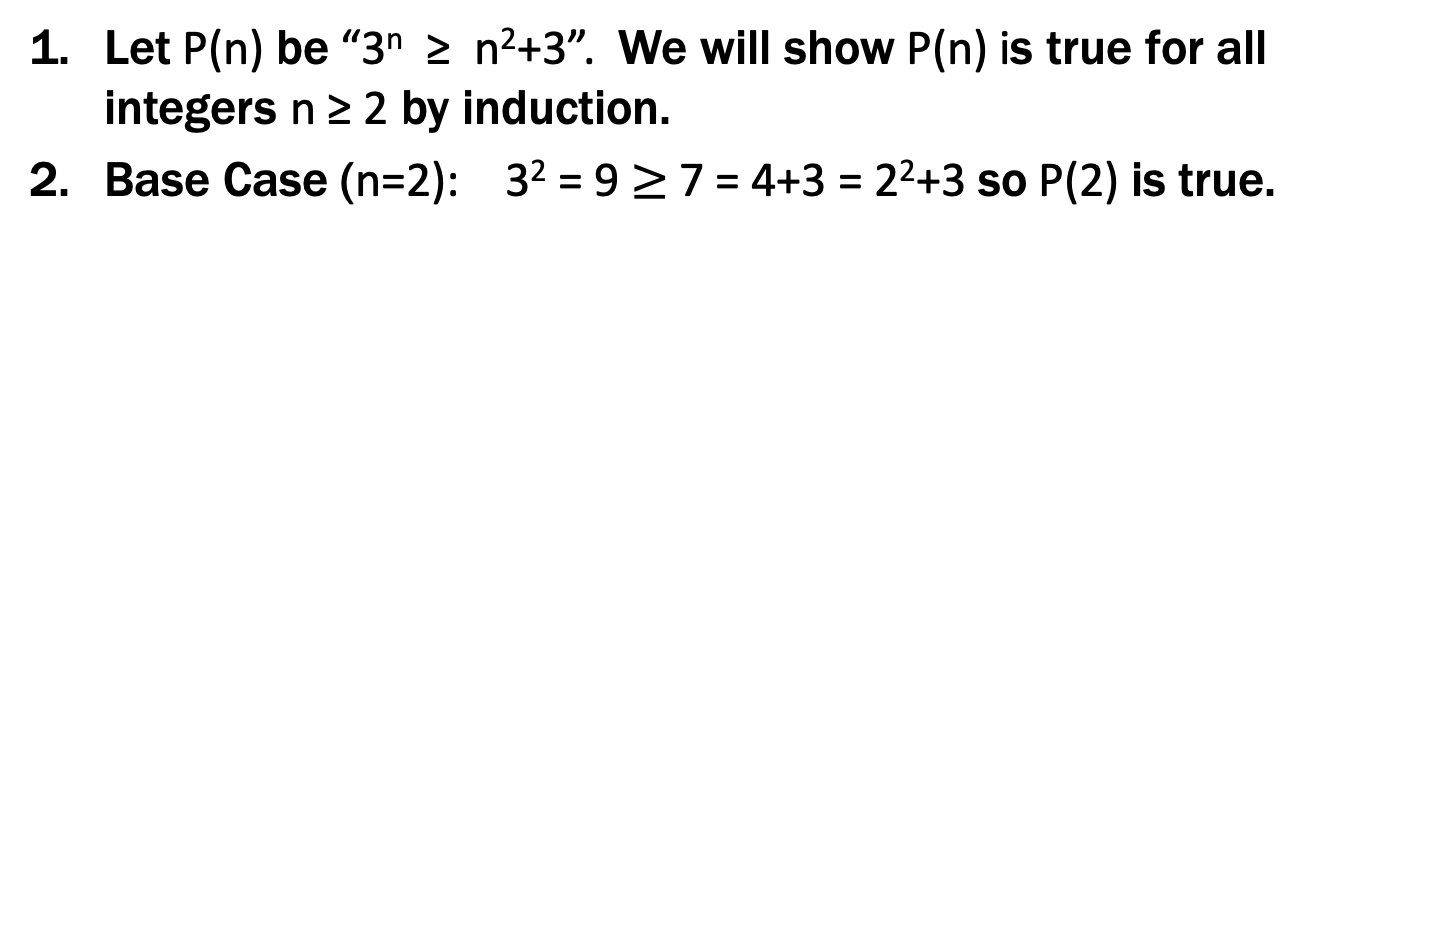 1. Let P(n) be “3ⁿ ≥ n²+3”. We will show P(n) is true for all
integers n ≥ 2 by induction.
2. Base Case (n=2): 3² = 9 ≥ 7 = 4+3 = 2²+3 so P(2) is true.